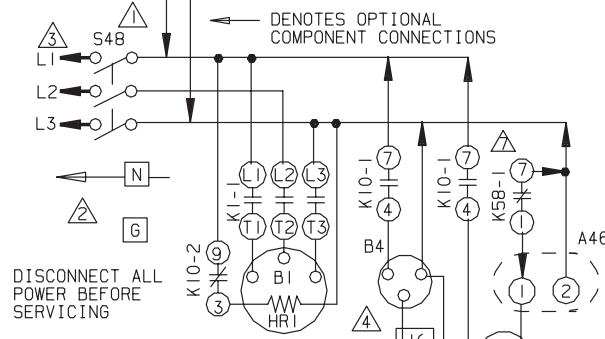 1
DENOTES OPTIONAL
COMPONENT CONNECTIONS
3
S48
L1
L2
L3
7
N
2
G
L1 L2 L3
K1-1
T1 T2 T3
7
K10-1
4
7
K10-1
4
7
K58-1
1
A46
1 2
9
K10-2
3
B1
HR1
B4
4
DISCONNECT ALL
POWER BEFORE
SERVICING